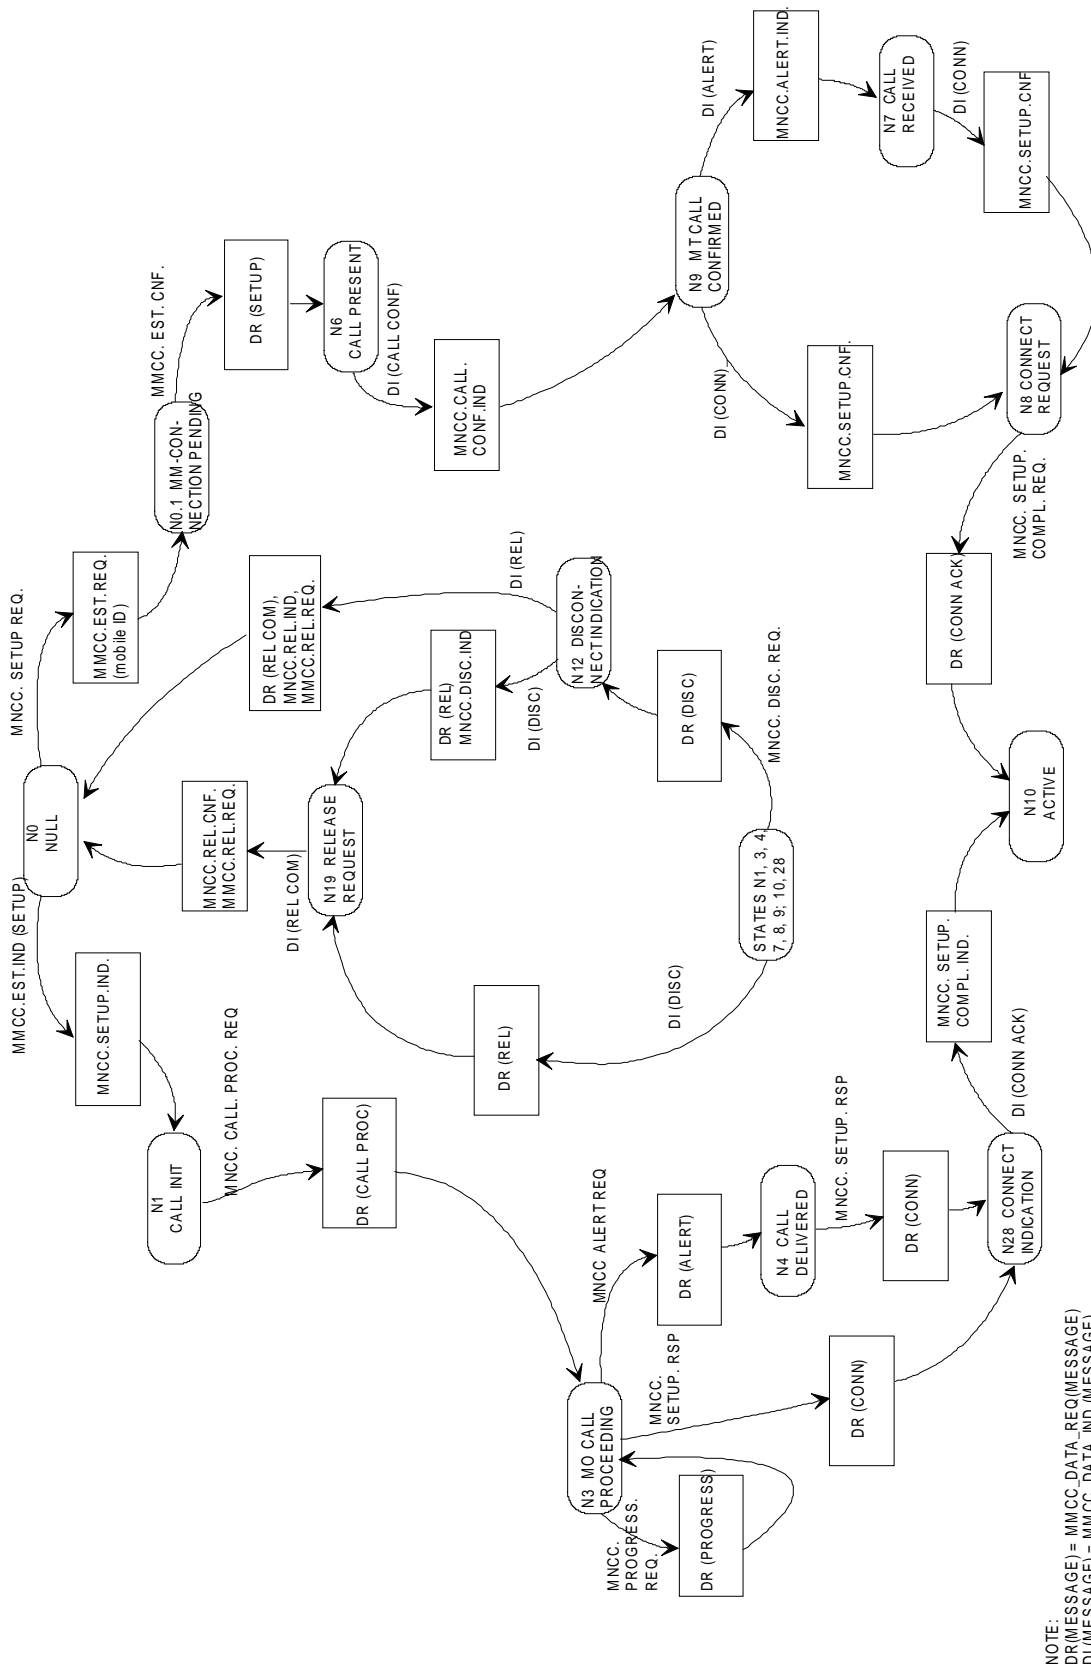 MNCC. SETUP REQ.
MMCC.EST.REQ.
(mobile ID)
N0.1 MM-CON-
NECTION PENDING
MMCC. EST. CNF.
DR (SETUP)
N6
CALL PRESENT
DI (CALL CONF)
MNCC.CALL.
CONF.IND
N9 MT CALL
CONFIRMED
DI (ALERT)
MNCC.ALERT.IND.
N7 CALL
RECEIVED
DI (CONN)
MNCC.SETUP.CNF
DI (CONN)
MNCC.SETUP.CNF.
N8 CONNECT
REQUEST
MNCC. SETUP.
COMPL. REQ.
DR (CONN ACK)
N10
ACTIVE
N0
NULL
DR (REL COM),
MNCC.REL.IND,
MMCC.REL.REQ.
DI (REL)
N12 DISCON-
NECT INDICATION
DR (REL)
MNCC.DISC.IND
DI (DISC)
DR (DISC)
MNCC. DISC. REQ.
MNCC.REL.CNF.
MMCC.REL.REQ.
DI (REL COM)
N19 RELEASE
REQUEST
STATES N1, 3, 4,
7, 8, 9; 10, 28
DR (REL)
DI (DISC)
MMCC.EST.IND (SETUP)
MNCC.SETUP.IND.
N1
CALL INIT
MNCC. CALL. PROC. REQ
DR (CALL PROC)
N3 MO CALL
PROCEEDING
MNCC ALERT REQ
DR (ALERT)
N4 CALL
DELIVERED
MNCC. SETUP. RSP
DR (CONN)
N28 CONNECT
INDICATION
DI (CONN ACK)
MNCC. SETUP.
COMPL. IND.
MNCC.
SETUP. RSP
DR (CONN)
MNCC.
PROGRESS.
REQ.
DR (PROGRESS)
NOTE:
DR(MESSAGE) = MMCC_DATA_REQ(MESSAGE)
DI (MESSAGE) = MMCC_DATA_IND (MESSAGE)